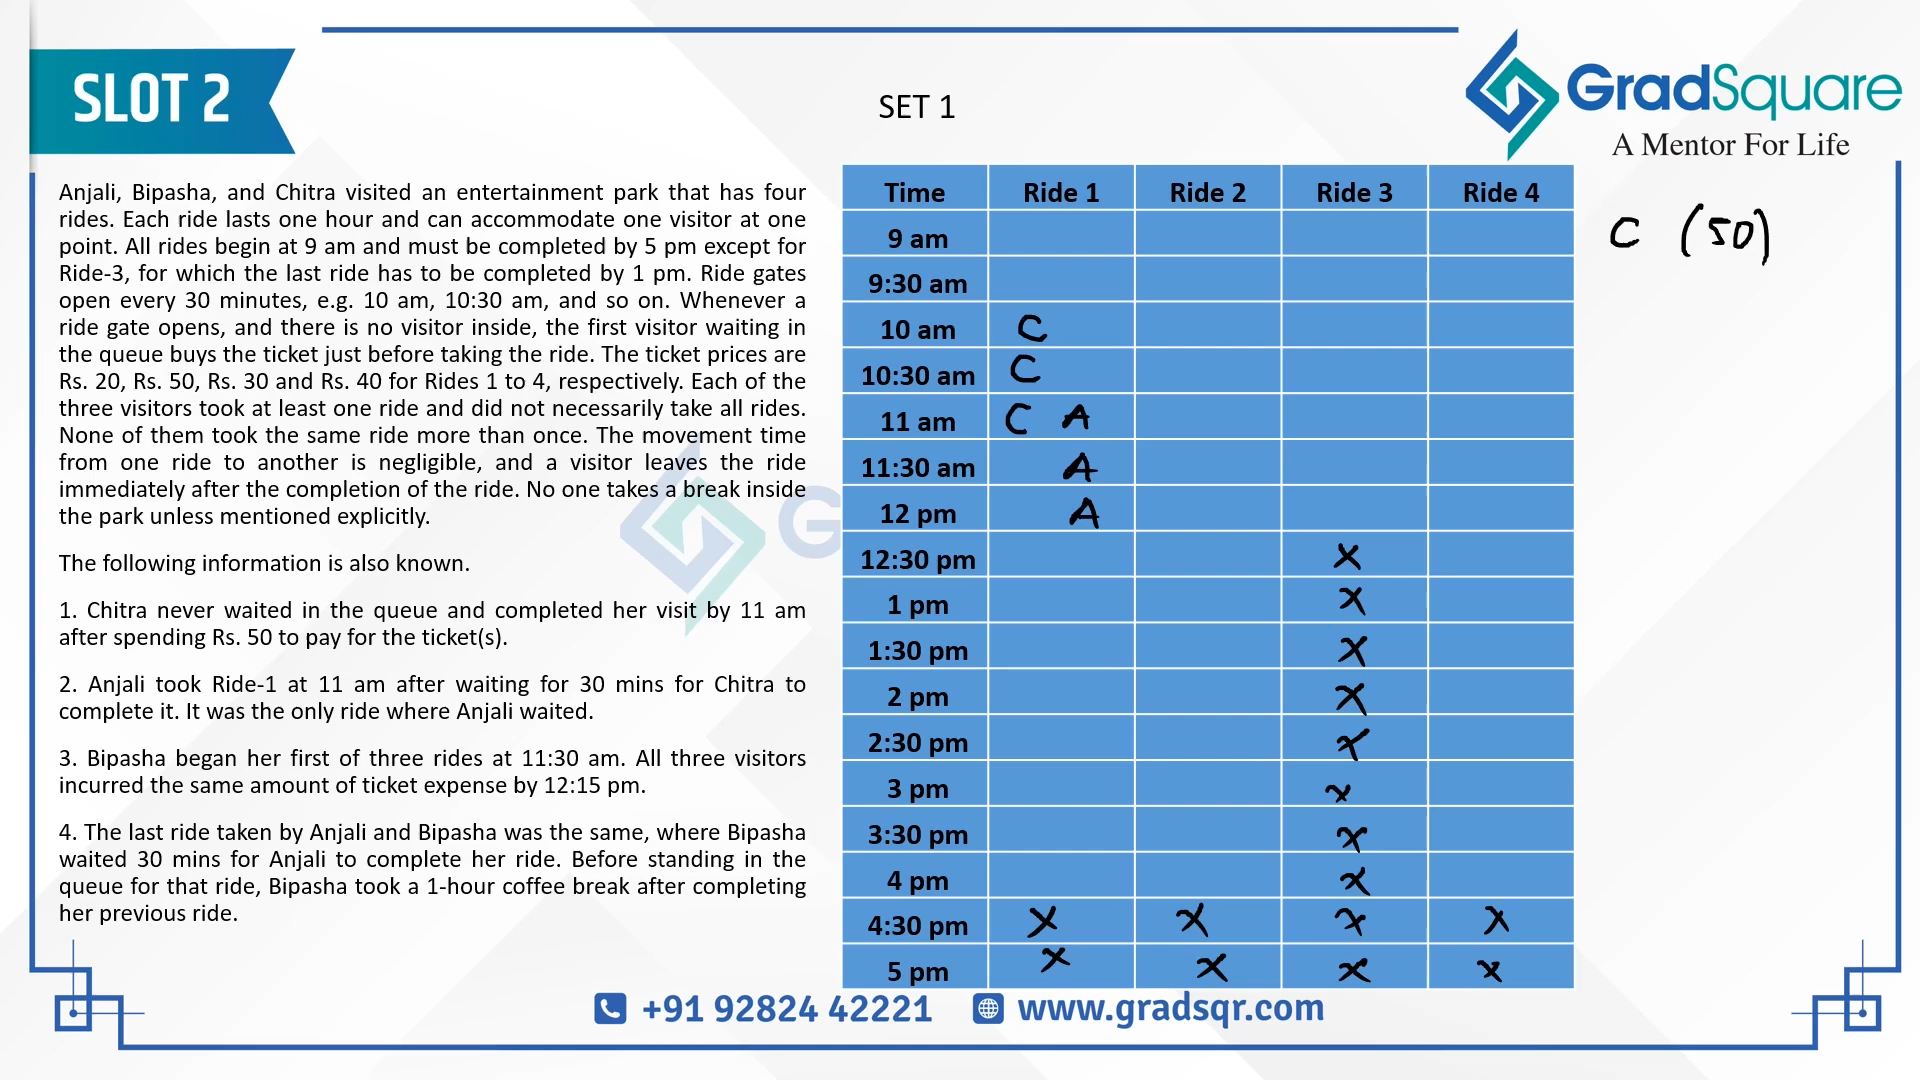 SLOT 2
SET 1
GradSquare
A Mentor For Life
Anjali, Bipasha, and Chitra visited an entertainment park that has four
rides. Each ride lasts one hour and can accommodate one visitor at one
point. All rides begin at 9 am and must be completed by 5 pm except for
Ride-3, for which the last ride has to be completed by 1 pm. Ride gates
open every 30 minutes, e.g. 10 am, 10:30 am, and so on. Whenever a
ride gate opens, and there is no visitor inside, the first visitor waiting in
the queue buys the ticket just before taking the ride. The ticket prices are
Rs. 20, Rs. 50, Rs. 30 and Rs. 40 for Rides 1 to 4, respectively. Each of the
three visitors took at least one ride and did not necessarily take all rides.
None of them took the same ride more than once. The movement time
from one ride to another is negligible, and a visitor leaves the ride
immediately after the completion of the ride. No one takes a break inside
the park unless mentioned explicitly.
The following information is also known.
1. Chitra never waited in the queue and completed her visit by 11 am
after spending Rs. 50 to pay for the ticket(s).
2. Anjali took Ride-1 at 11 am after waiting for 30 mins for Chitra to
complete it. It was the only ride where Anjali waited.
3. Bipasha began her first of three rides at 11:30 am. All three visitors
incurred the same amount of ticket expense by 12:15 pm.
4. The last ride taken by Anjali and Bipasha was the same, where Bipasha
waited 30 mins for Anjali to complete her ride. Before standing in the
queue for that ride, Bipasha took a 1-hour coffee break after completing
her previous ride.
Time Ride 1 Ride 2 Ride 3 Ride 4
9 am
9:30 am
10 am C
10:30 am C
11 am C A
11:30 am A
12 pm A
12:30 pm X
1 pm X
1:30 pm X
2 pm X
2:30 pm X
3 pm X
3:30 pm X
4 pm X
4:30 pm X X X X
5 pm X X X X
C (50)
G
+91 92824 42221 www.gradsqr.com